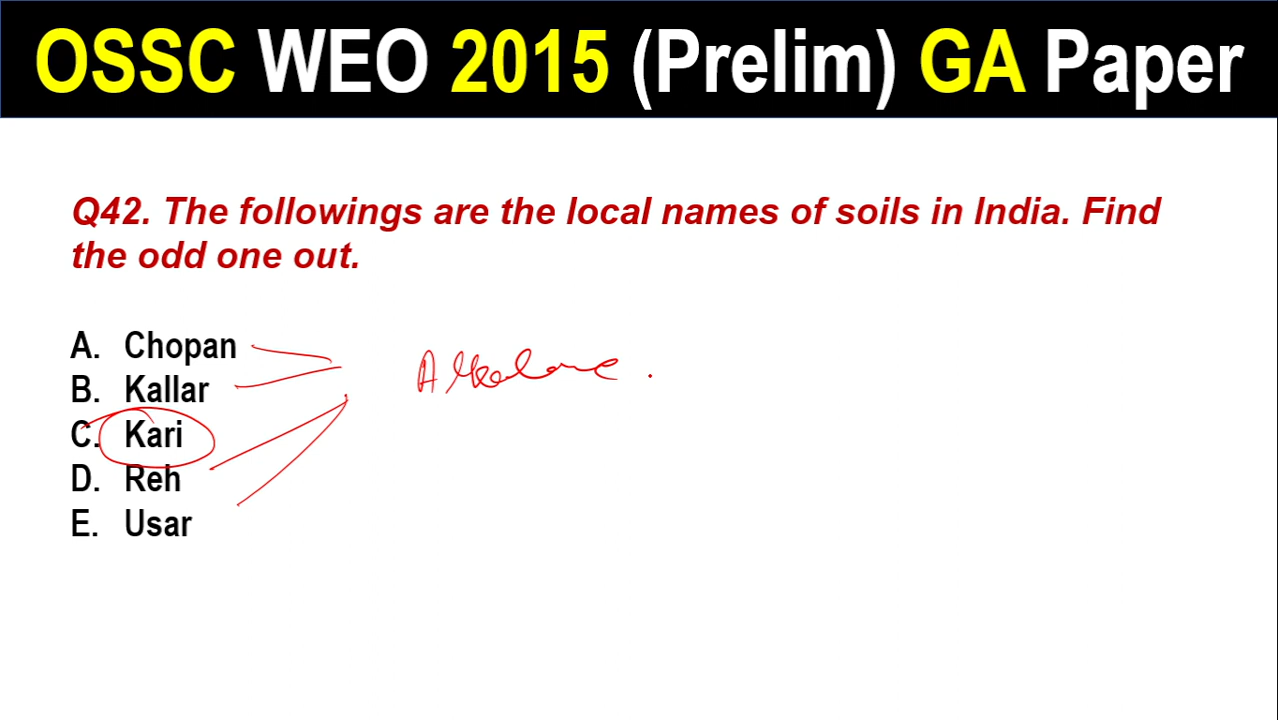 OSSC WEO 2015 (Prelim) GA Paper
Q42. The followings are the local names of soils in India. Find
the odd one out.
A. Chopan
B. Kallar
C. Kari
D. Reh
E. Usar